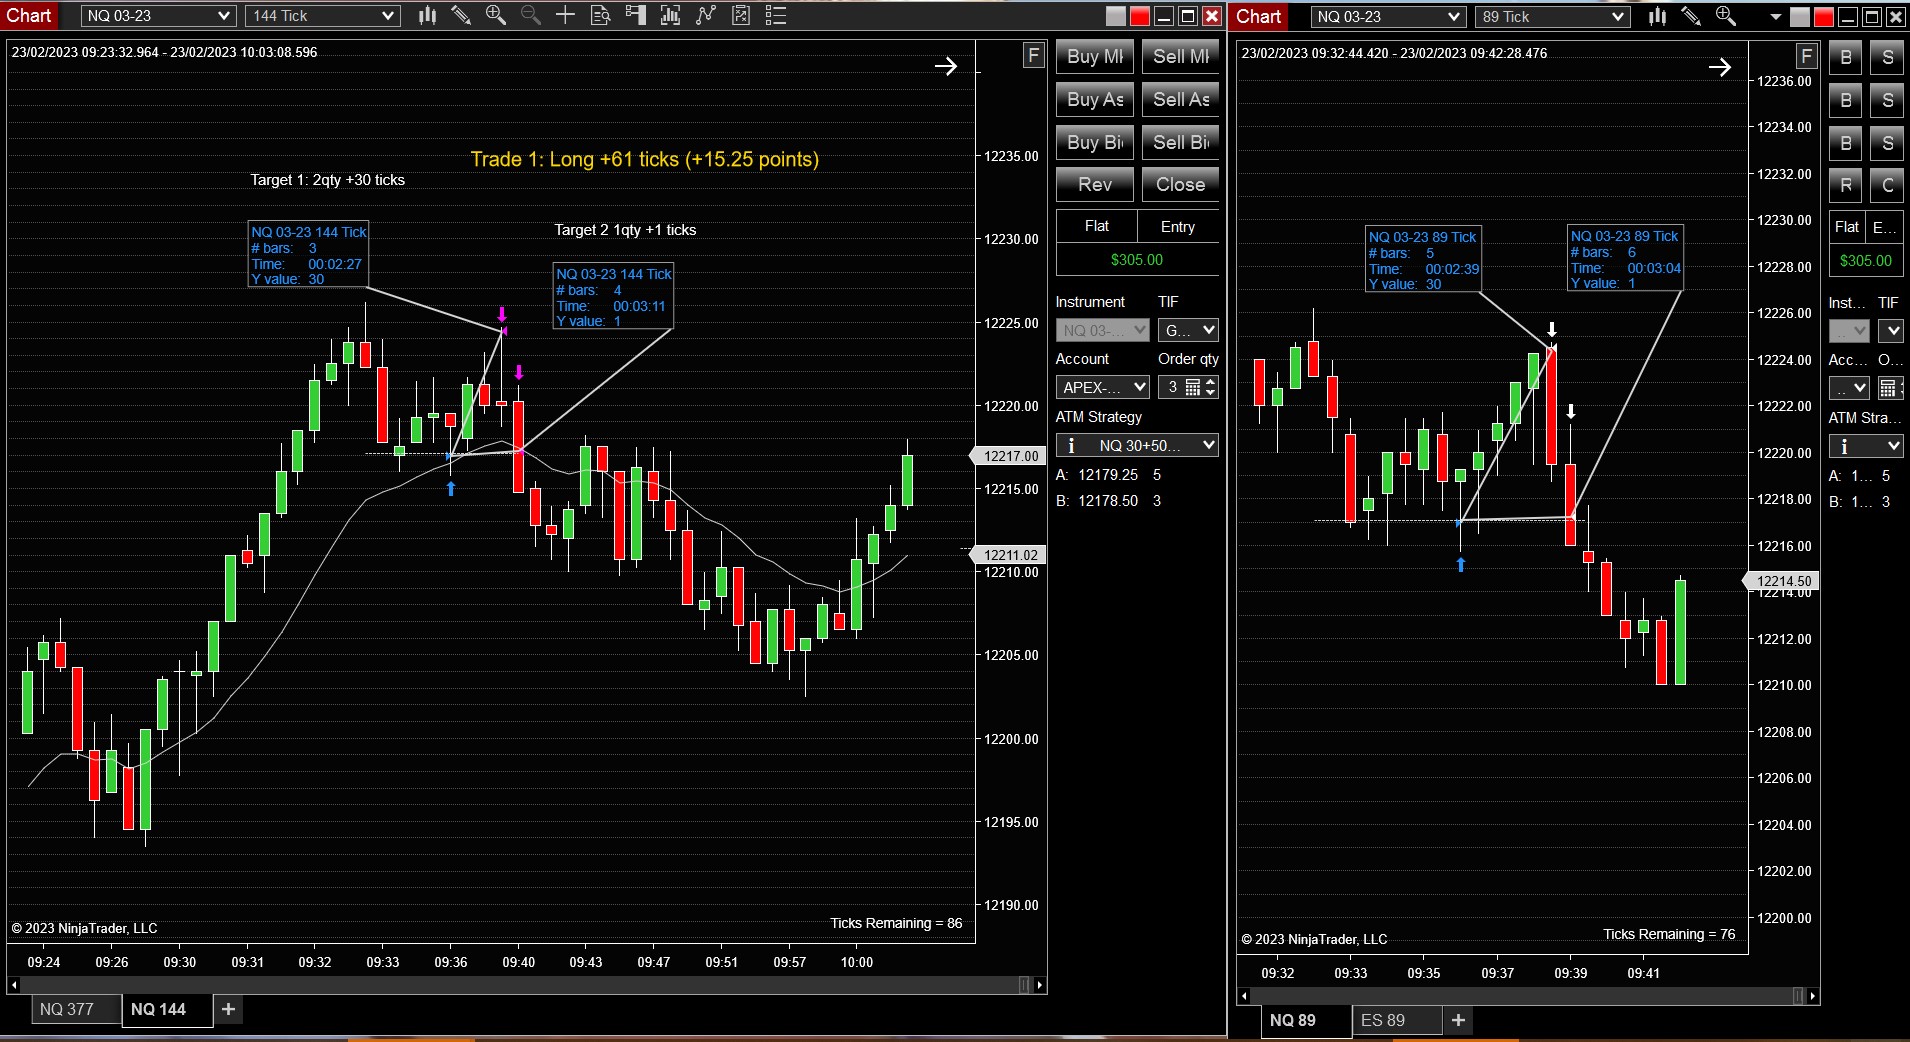 Chart
NQ 03-23
144 Tick
23/02/2023 09:23:32.964 - 23/02/2023 10:03:08.596
F
Trade 1: Long +61 ticks (+15.25 points)
Target 1: 2qty +30 ticks
NQ 03-23 144 Tick
# bars: 3
Time: 00:02:27
Y value: 30
Target 2 1qty +1 ticks
NQ 03-23 144 Tick
# bars: 4
Time: 00:03:11
Y value: 1
12235.00
12230.00
12225.00
12220.00
12217.00
12215.00
12211.02
12210.00
12205.00
12200.00
12195.00
12190.00
© 2023 NinjaTrader, LLC
Ticks Remaining = 86
09:24 09:26 09:30 09:31 09:32 09:33 09:36 09:40 09:43 09:47 09:51 09:57 10:00
NQ 377
NQ 144
+
Buy M Sell M
Buy As Sell As
Buy Bi Sell Bi
Rev Close
Flat Entry
$305.00
Instrument TIF
NQ 03-... G...
Account Order qty
APEX-... 3
ATM Strategy
i NQ 30+50...
A: 12179.25 5
B: 12178.50 3
Chart
NQ 03-23
89 Tick
23/02/2023 09:32:44.420 - 23/02/2023 09:42:28.476
F
NQ 03-23 89 Tick
# bars: 5
Time: 00:02:39
Y value: 30
NQ 03-23 89 Tick
# bars: 6
Time: 00:03:04
Y value: 1
12236.00
12234.00
12232.00
12230.00
12228.00
12226.00
12224.00
12222.00
12220.00
12218.00
12216.00
12214.50
12214.00
12212.00
12210.00
12208.00
12206.00
12204.00
12202.00
12200.00
© 2023 NinjaTrader, LLC
Ticks Remaining = 76
09:32 09:33 09:35 09:37 09:39 09:41
NQ 89
ES 89
+
B S
B S
B S
R C
Flat E...
$305.00
Inst... TIF
..
Acc... O...
..
ATM Stra...
i
A: 1... 5
B: 1... 3